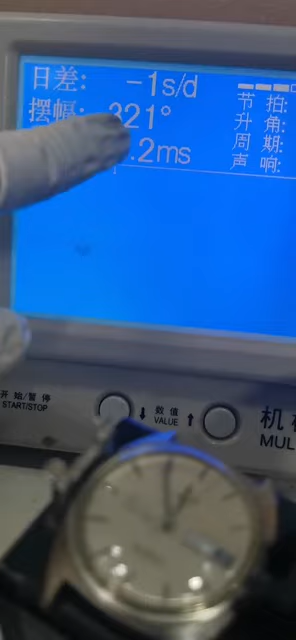 日差: -1s/d
摆幅: 321°
.2ms
节 拍:
升 角:
周 期:
声 响:
开始/暂停
START/STOP
数值
VALUE
机
MUL